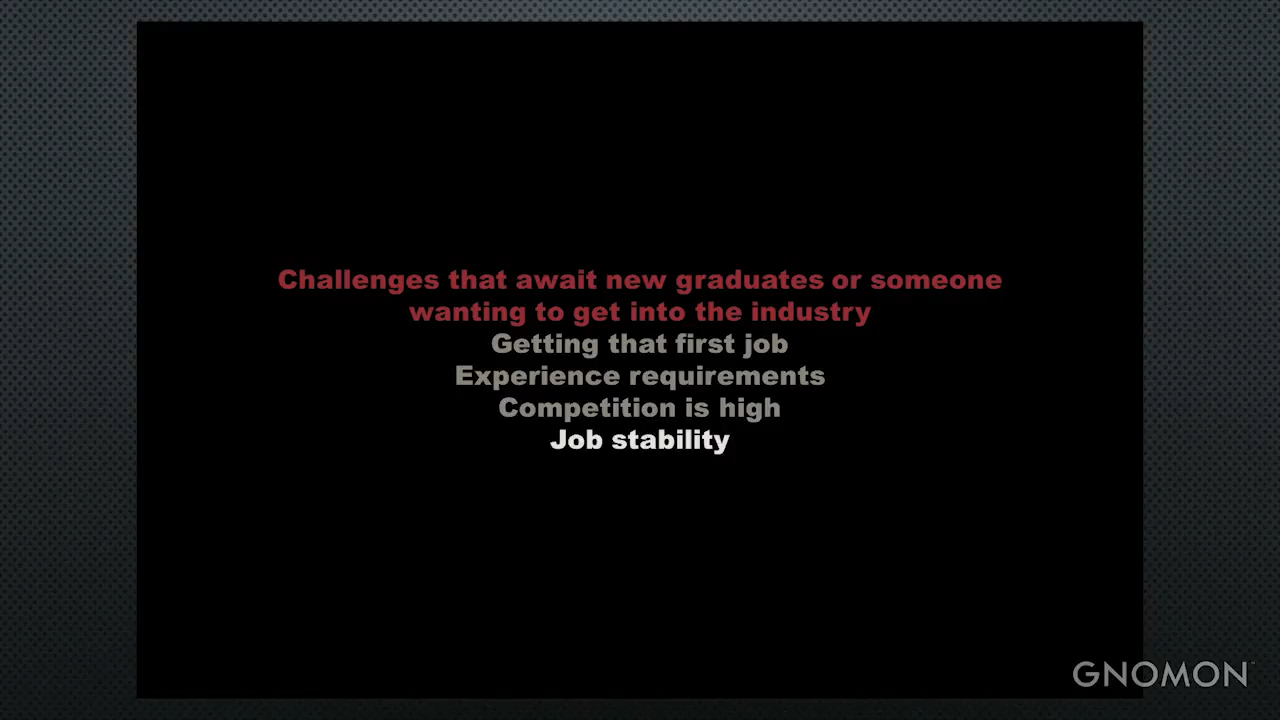 Challenges that await new graduates or someone
wanting to get into the industry
Getting that first job
Experience requirements
Competition is high
Job stability
GNOMON